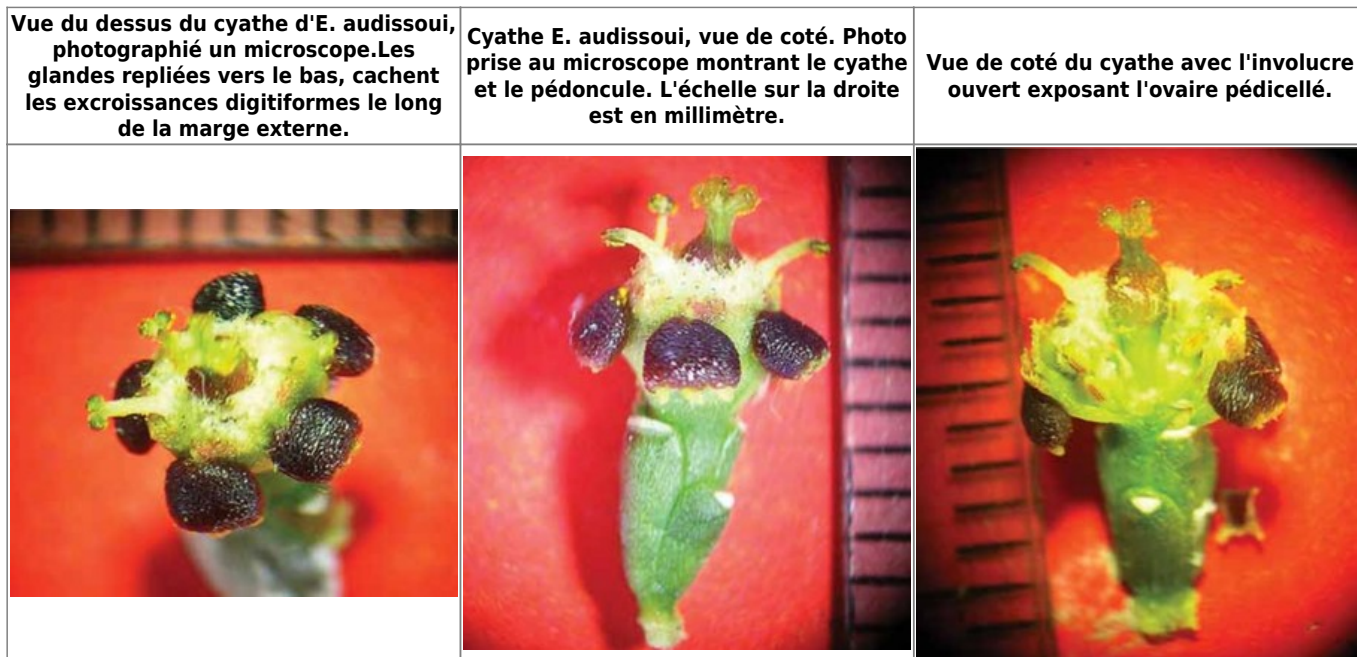 Vue du dessus du cyathe d'E. audissoui,
photographié un microscope.Les
glandes repliées vers le bas, cachent
les excroissances digitiformes le long
de la marge externe.
Cyathe E. audissoui, vue de coté. Photo
prise au microscope montrant le cyathe
et le pédoncule. L'échelle sur la droite
est en millimètre.
Vue de coté du cyathe avec l'involucre
ouvert exposant l'ovaire pédicellé.